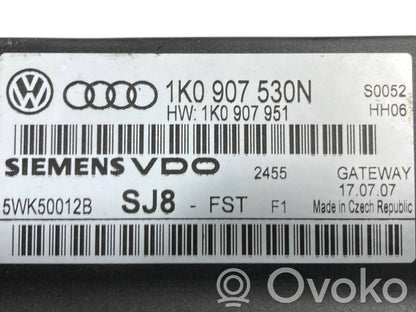 1K0 907 530N S0052
HW: 1K0 907 951 HH06
SIEMENS VDO 2455 GATEWAY
17.07.07
5WK50012B SJ8 - FST F1 Made in Czech Republic
Ovoko